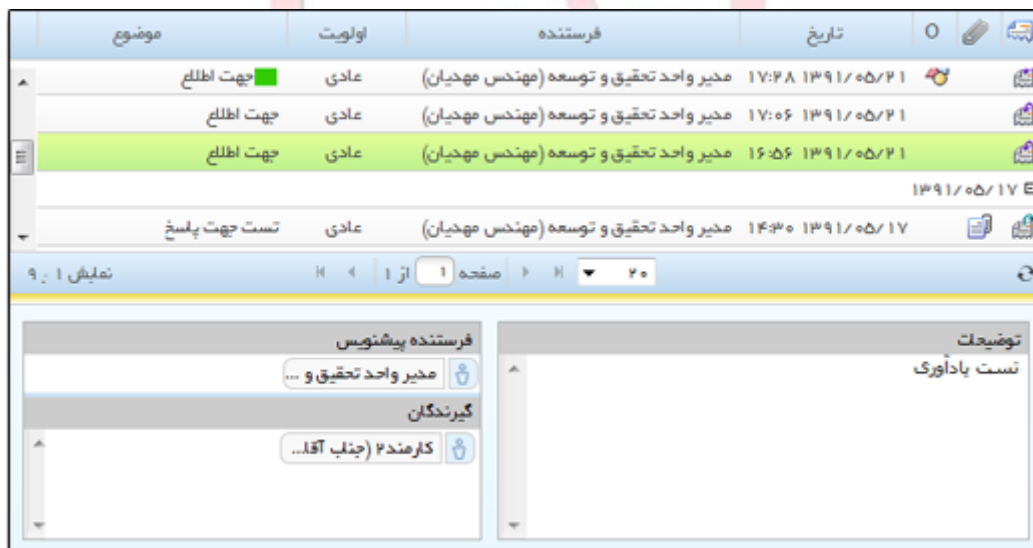 O تاریخ فرستنده اولویت موضوع
۱۳۹۱/۰۵/۲۱ ۱۷:۲۸ مدیر واحد تحقیق و توسعه (مهندس مهدیان) عادی جهت اطلاع
۱۳۹۱/۰۵/۲۱ ۱۷:۰۶ مدیر واحد تحقیق و توسعه (مهندس مهدیان) عادی جهت اطلاع
۱۳۹۱/۰۵/۲۱ ۱۶:۵۶ مدیر واحد تحقیق و توسعه (مهندس مهدیان) عادی جهت اطلاع
۱۳۹۱/۰۵/۱۷
۱۳۹۱/۰۵/۱۷ ۱۴:۳۰ مدیر واحد تحقیق و توسعه (مهندس مهدیان) عادی تست جهت پاسخ
۲۰ صفحه ۱ از ۱ نمایش ۱ - ۹
توضیحات
تست یادآوری
فرستنده پیشنویس
مدیر واحد تحقیق و ...
گیرندگان
کارمند۲ (جناب آقا...